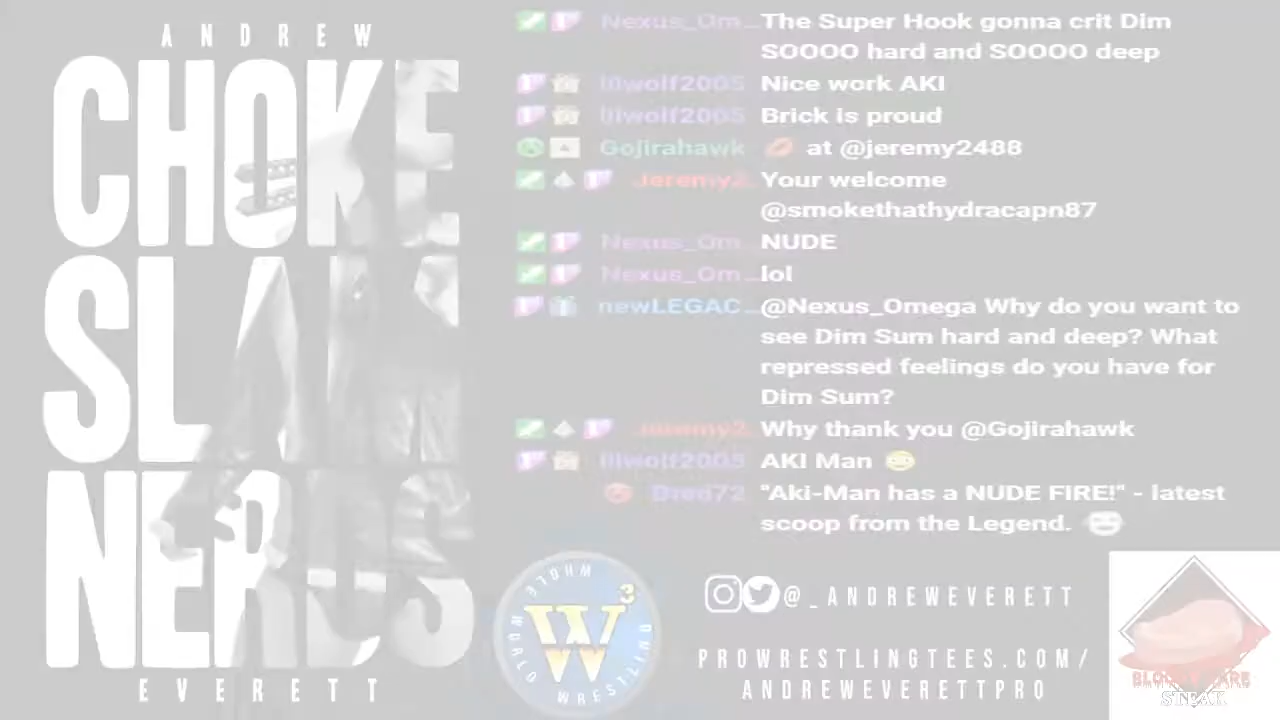 ANDREW
CHOKE
SLAM
NERDS
EVERETT
Nexus_Om... The Super Hook gonna crit Dim
SOOOO hard and SOOOO deep
lilwolf2005 Nice work AKI
lilwolf2005 Brick is proud
Gojirahawk at @jeremy2488
Jeremy2... Your welcome
@smokethathydracapn87
Nexus_Om... NUDE
Nexus_Om... lol
newLEGAC... @Nexus_Omega Why do you want to
see Dim Sum hard and deep? What
repressed feelings do you have for
Dim Sum?
Jeremy2... Why thank you @Gojirahawk
lilwolf2005 AKI Man
Bred72 "Aki-Man has a NUDE FIRE!" - latest
scoop from the Legend.
WHOLE WORLD WRESTLING
W3
@_ANDREWEVERETT
PROWRESTLINGTEES.COM/
ANDREWEVERETTPRO
BLOODY RARE
STEAK